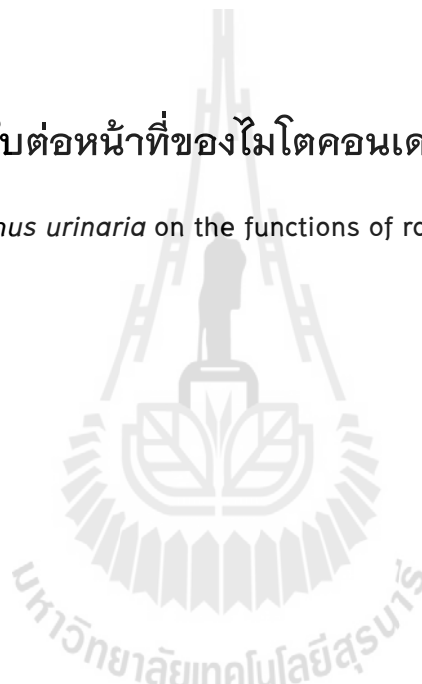 บต่อหน้าที่ของไมโตคอนเด
nus urinaria on the functions of ra
มหาวิทยาลัยเทคโนโลยีสุรนารี